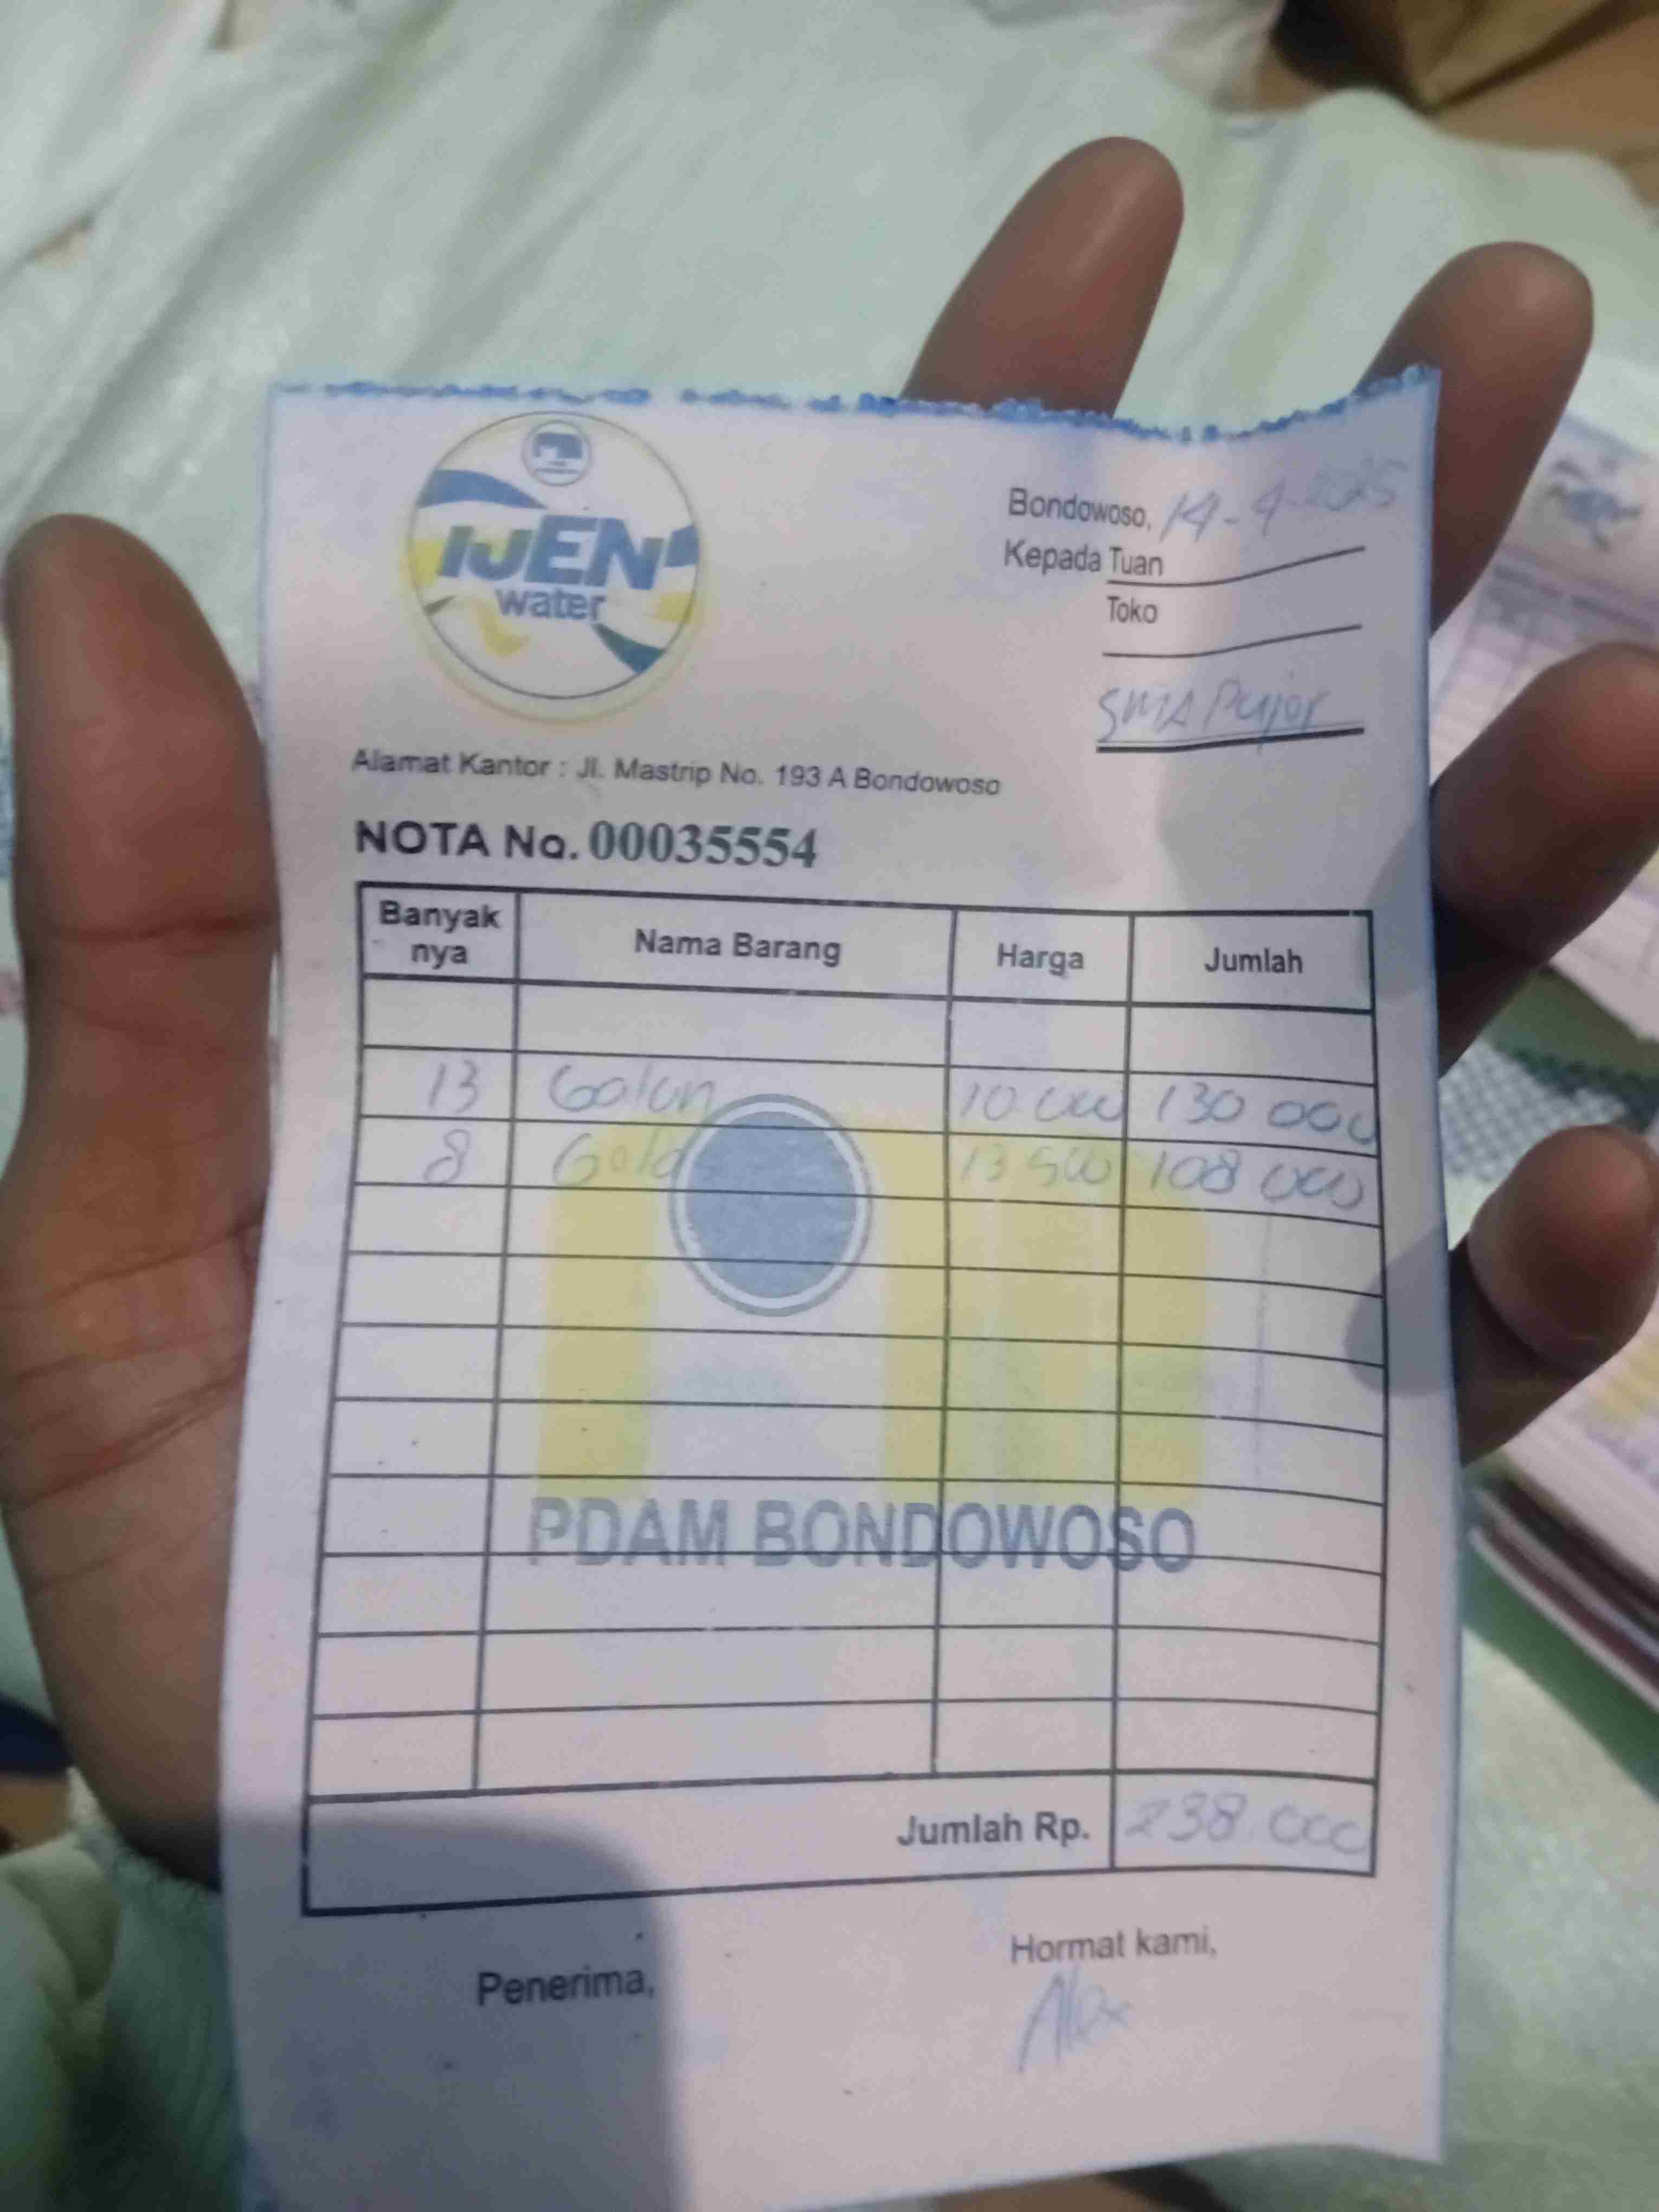 IJEN
water
Bondowoso, 14-4-2025
Kepada Tuan
Toko
SMA Pujer
Alamat Kantor : Jl. Mastrip No. 193 A Bondowoso
NOTA No. 00035554
Banyak nya Nama Barang Harga Jumlah
13 Galon 10.000 130 000
8 Galon 13 500 108 000
PDAM BONDOWOSO
Jumlah Rp. 238.000
Penerima, Hormat kami,
Alex